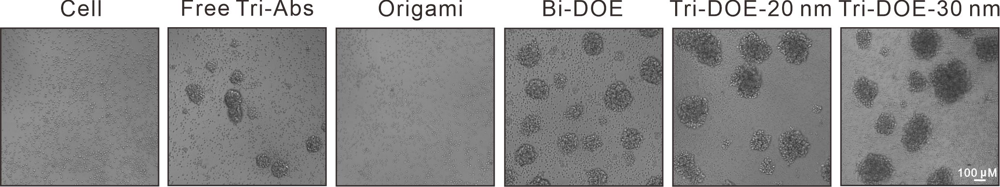 Cell
Free Tri-Abs
Origami
Bi-DOE
Tri-DOE-20 nm
Tri-DOE-30 nm
100 µM